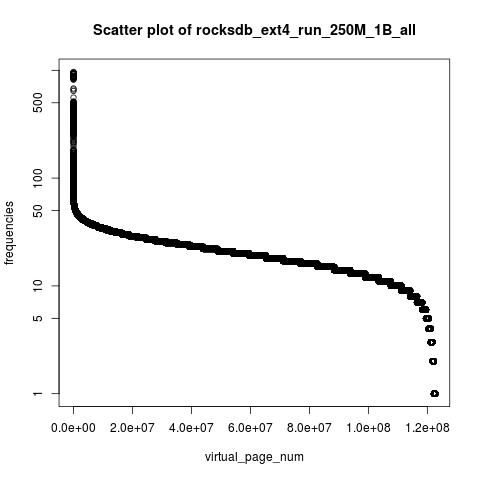 Scatter plot of rocksdb_ext4_run_250M_1B_all
frequencies
500
100
50
10
5
1
0.0e+00 2.0e+07 4.0e+07 6.0e+07 8.0e+07 1.0e+08 1.2e+08
virtual_page_num